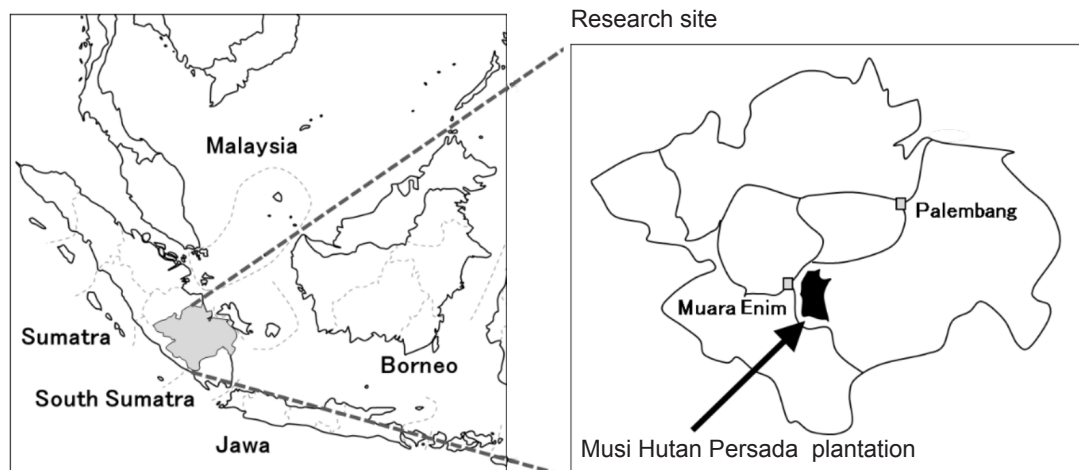 Research site
Malaysia
Sumatra
Borneo
South Sumatra
Jawa
Palembang
Muara Enim
Musi Hutan Persada plantation